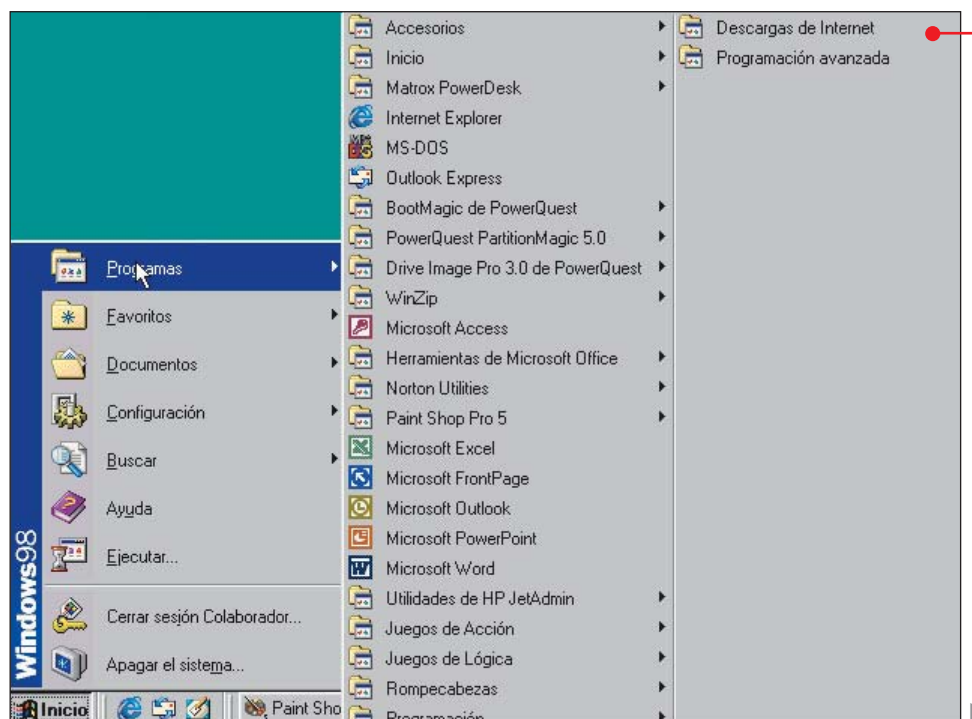 Programas
Favoritos
Documentos
Configuración
Buscar
Ayuda
Ejecutar...
Cerrar sesión Colaborador...
Apagar el sistema...
Windows98
Inicio
Paint Sho
Accesorios
Inicio
Matrox PowerDesk
Internet Explorer
MS-DOS
Outlook Express
BootMagic de PowerQuest
PowerQuest PartitionMagic 5.0
Drive Image Pro 3.0 de PowerQuest
WinZip
Microsoft Access
Herramientas de Microsoft Office
Norton Utilities
Paint Shop Pro 5
Microsoft Excel
Microsoft FrontPage
Microsoft Outlook
Microsoft PowerPoint
Microsoft Word
Utilidades de HP JetAdmin
Juegos de Acción
Juegos de Lógica
Rompecabezas
Programación
Descargas de Internet
Programación avanzada